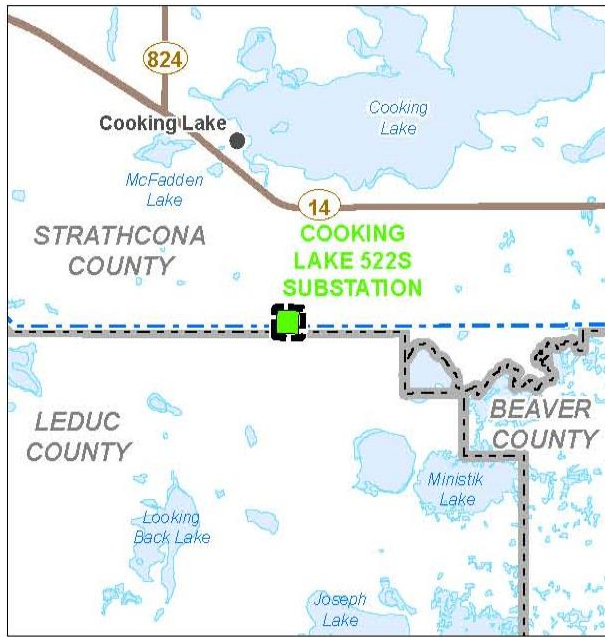 824
Cooking Lake
Cooking
Lake
McFadden
Lake
14
STRATHCONA
COUNTY
COOKING
LAKE 522S
SUBSTATION
LEDUC
COUNTY
BEAVER
COUNTY
Ministik
Lake
Looking
Back Lake
Joseph
Lake